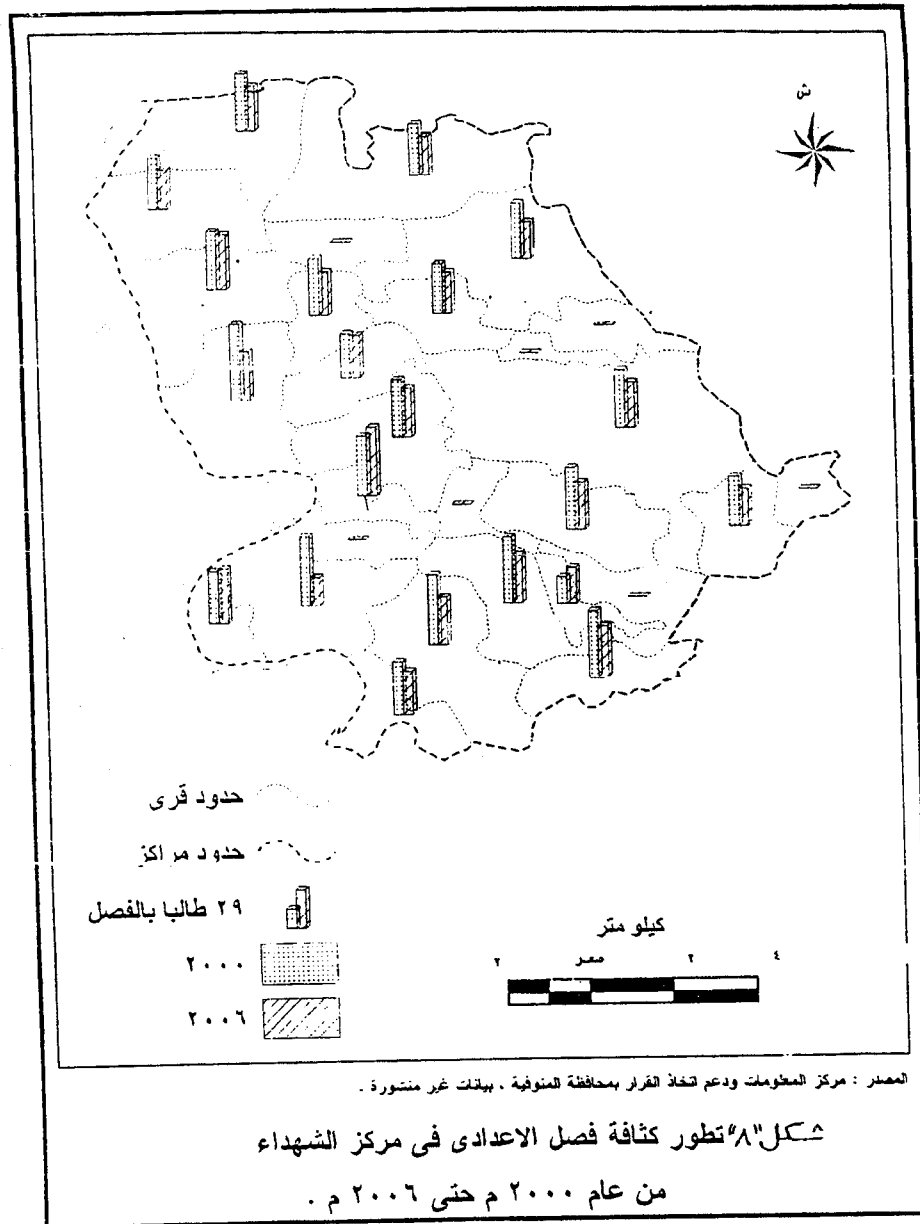 ش
حدود قرى
حدود مراكز
٢٩ طالبا بالفصل
٢٠٠٠
٢٠٠٦
كيلو متر
٢ صفر ٢ ٤
المصدر : مركز المعلومات ودعم اتخاذ القرار بمحافظة المنوفية ، بيانات غير منشورة .
شكل "٨" تطور كثافة فصل الاعدادى فى مركز الشهداء
من عام ٢٠٠٠ م حتى ٢٠٠٦ م .